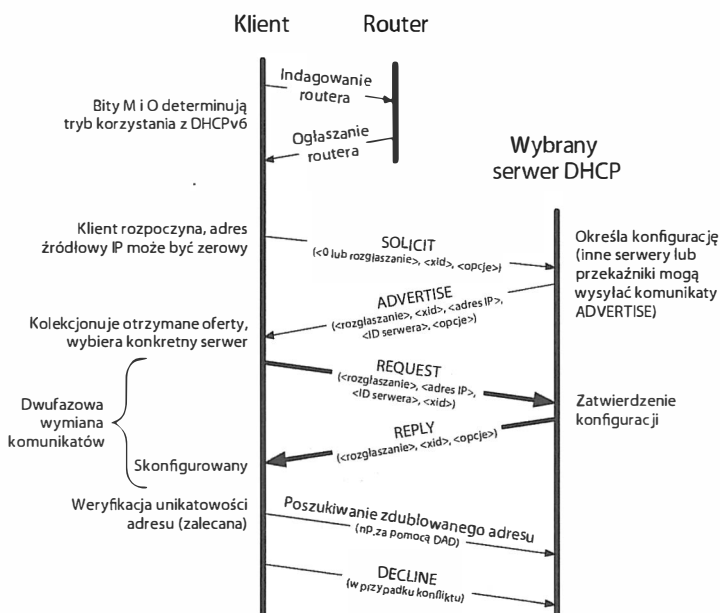 Klient
Router
Indagowanie
routera
Bity M i O determinują
tryb korzystania z DHCPv6
Ogłaszanie
routera
Wybrany
serwer DHCP
Klient rozpoczyna, adres
źródłowy IP może być zerowy
SOLICIT
(<0 lub rozgłaszanie>, <xid>, <opcje>)
Określa konfigurację
(inne serwery lub
przekaźniki mogą
wysyłać komunikaty
ADVERTISE)
ADVERTISE
(<rozgłaszanie>, <xid>, <adres IP>,
<ID serwera>, <opcje>)
Kolekcjonuje otrzymane oferty,
wybiera konkretny serwer
REQUEST
(<rozgłaszanie>, <adres IP>,
<ID serwera>, <xid>)
Dwufazowa
wymiana
komunikatów
Zatwierdzenie
konfiguracji
REPLY
(<rozgłaszanie>, <xid>, <opcje>)
Skonfigurowany
Weryfikacja unikatowości
adresu (zalecana)
Poszukiwanie zdublowanego adresu
(np. za pomocą DAD)
DECLINE
(w przypadku konfliktu)